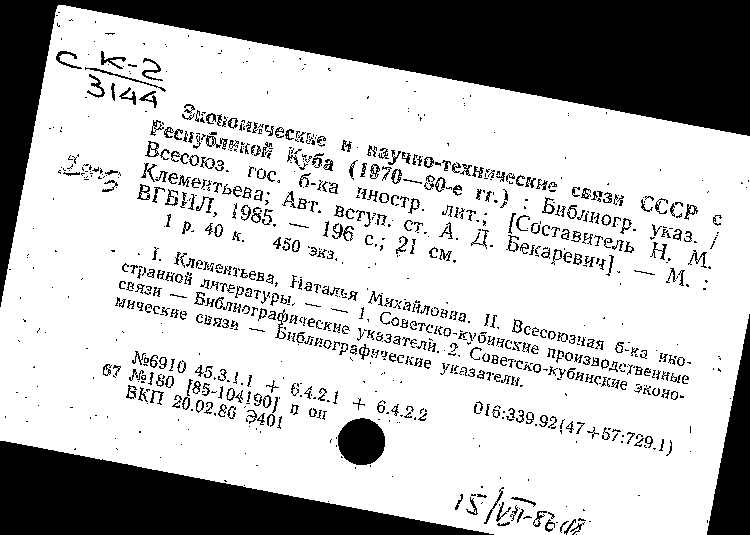 С К-2
3144
Экономические и научно-технические связи СССР с
Республикой Куба (1970—80-е гг.) : Библиогр. указ. /
Всесоюз. гос. б-ка иностр. лит.; [Составитель Н. М.
Клементьева; Авт. вступ. ст. А. Д. Бекаревич]. — М. :
ВГБИЛ, 1985. — 196 с.; 21 см.
1 р. 40 к. 450 экз.
I. Клементьева, Наталья Михайловна. II. Всесоюзная б-ка ино-
странной литературы. — — 1. Советско-кубинские производственные
связи — Библиографические указатели. 2. Советско-кубинские эконо-
мические связи — Библиографические указатели.
№6910 45.3.1.1 + 6.4.2.1 + 6.4.2.2
67 №180 [85-104190] п он 016:339.92(47+57:729.1)
ВКП 20.02.86 Э401
15/VII-86